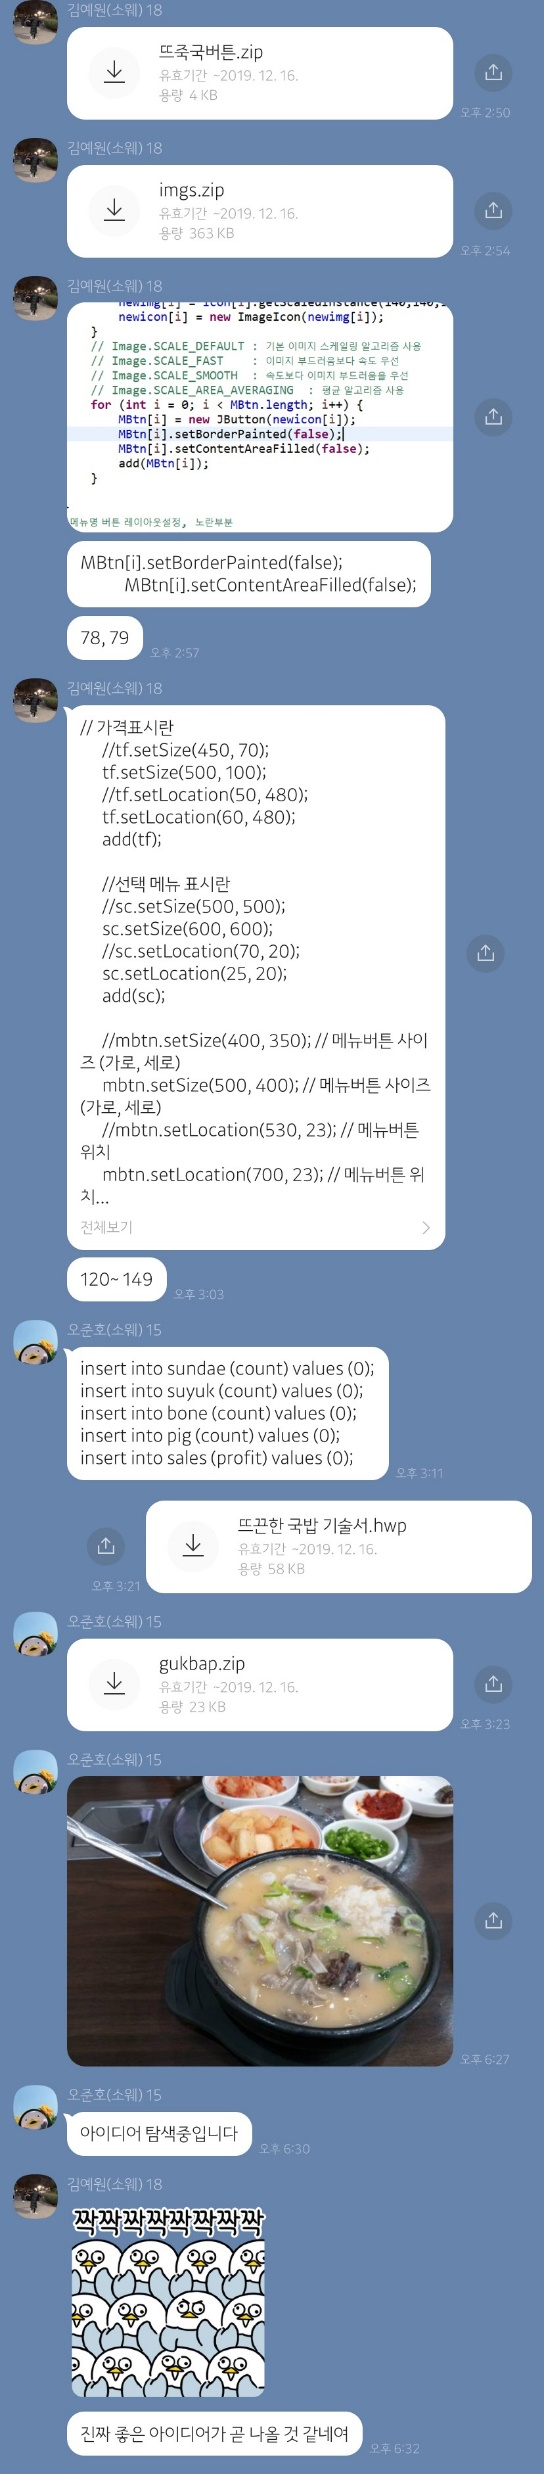 김예원(소웨) 18
뜨죽국버튼.zip
유효기간 ~2019. 12. 16.
용량 4 KB
오후 2:50
김예원(소웨) 18
imgs.zip
유효기간 ~2019. 12. 16.
용량 363 KB
오후 2:54
김예원(소웨) 18
newicon[i] = new ImageIcon(newimg[i]);
}
// Image.SCALE_DEFAULT : 기본 이미지 스케일링 알고리즘 사용
// Image.SCALE_FAST : 이미지 부드러움보다 속도 우선
// Image.SCALE_SMOOTH : 속도보다 이미지 부드러움을 우선
// Image.SCALE_AREA_AVERAGING : 평균 알고리즘 사용
for (int i = 0; i < MBtn.length; i++) {
MBtn[i] = new JButton(newicon[i]);
MBtn[i].setBorderPainted(false);
MBtn[i].setContentAreaFilled(false);
add(MBtn[i]);
}
메뉴명 버튼 레이아웃설정, 노란부분
MBtn[i].setBorderPainted(false);
MBtn[i].setContentAreaFilled(false);
78, 79
오후 2:57
김예원(소웨) 18
// 가격표시란
//tf.setSize(450, 70);
tf.setSize(500, 100);
//tf.setLocation(50, 480);
tf.setLocation(60, 480);
add(tf);
//선택 메뉴 표시란
//sc.setSize(500, 500);
sc.setSize(600, 600);
//sc.setLocation(70, 20);
sc.setLocation(25, 20);
add(sc);
//mbtn.setSize(400, 350); // 메뉴버튼 사이
즈 (가로, 세로)
mbtn.setSize(500, 400); // 메뉴버튼 사이즈
(가로, 세로)
//mbtn.setLocation(530, 23); // 메뉴버튼
위치
mbtn.setLocation(700, 23); // 메뉴버튼 위
치...
전체보기
120~ 149
오후 3:03
오준호(소웨) 15
insert into sundae (count) values (0);
insert into suyuk (count) values (0);
insert into bone (count) values (0);
insert into pig (count) values (0);
insert into sales (profit) values (0);
오후 3:11
뜨끈한 국밥 기술서.hwp
유효기간 ~2019. 12. 16.
용량 58 KB
오후 3:21
오준호(소웨) 15
gukbap.zip
유효기간 ~2019. 12. 16.
용량 23 KB
오후 3:23
오준호(소웨) 15
오후 6:27
오준호(소웨) 15
아이디어 탐색중입니다
오후 6:30
김예원(소웨) 18
짝짝짝짝짝짝짝짝
진짜 좋은 아이디어가 곧 나올 것 같네여
오후 6:32